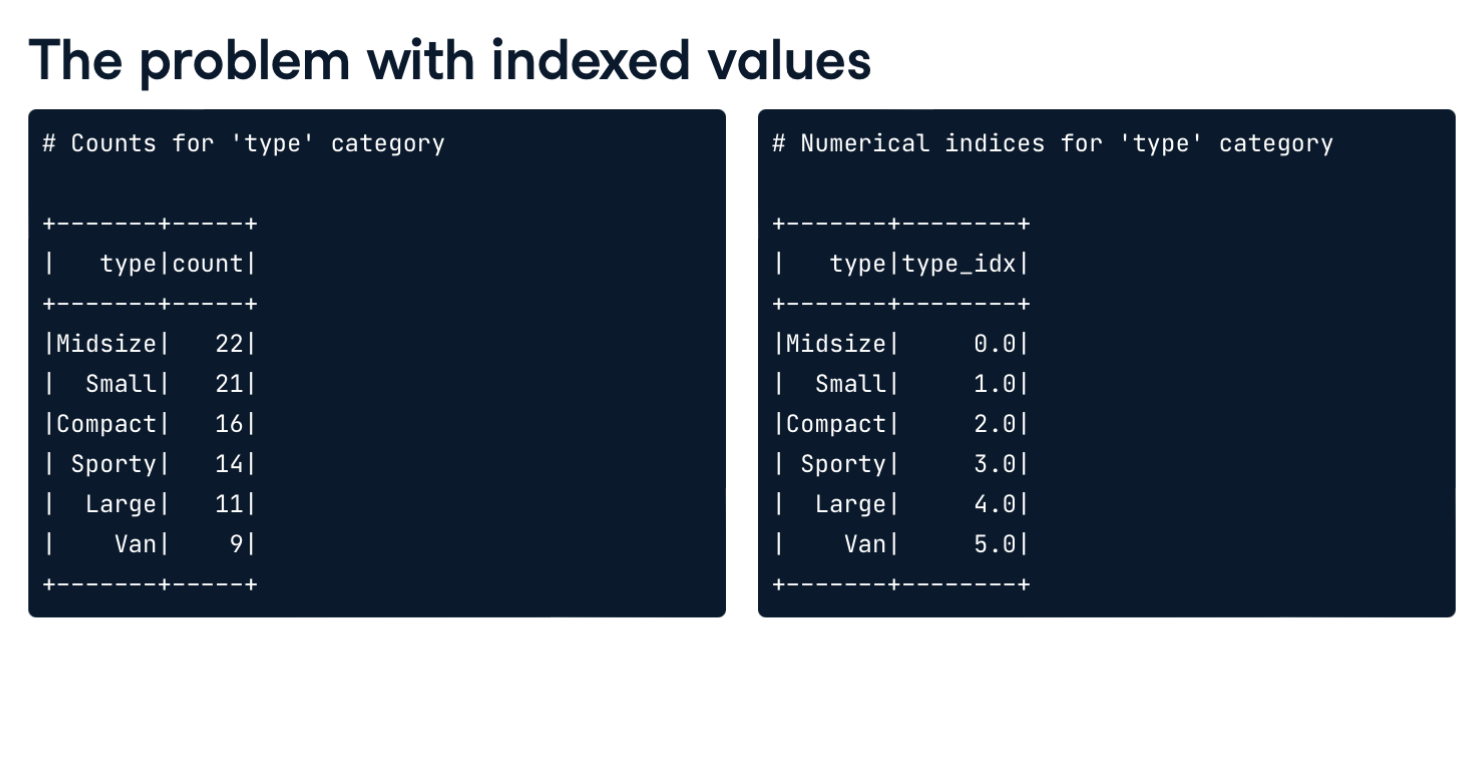 The problem with indexed values
# Counts for 'type' category
+-------+-----+
|   type|count|
+-------+-----+
|Midsize|   22|
|  Small|   21|
|Compact|   16|
| Sporty|   14|
|  Large|   11|
|    Van|    9|
+-------+-----+
# Numerical indices for 'type' category
+-------+--------+
|   type|type_idx|
+-------+--------+
|Midsize|     0.0|
|  Small|     1.0|
|Compact|     2.0|
| Sporty|     3.0|
|  Large|     4.0|
|    Van|     5.0|
+-------+--------+